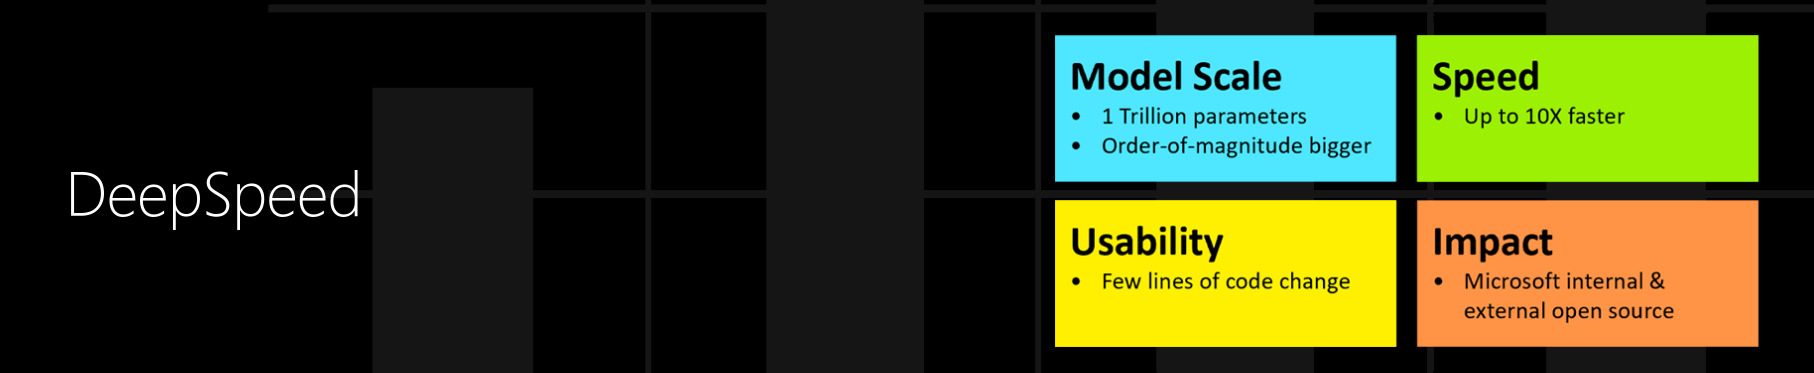 DeepSpeed
Model Scale
• 1 Trillion parameters
• Order-of-magnitude bigger
Speed
• Up to 10X faster
Usability
• Few lines of code change
Impact
• Microsoft internal &
external open source